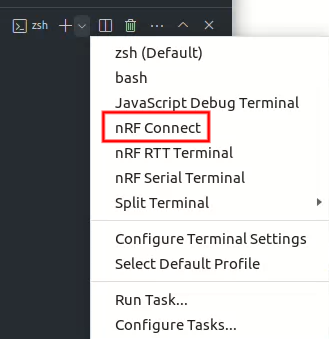 zsh
zsh (Default)
bash
JavaScript Debug Terminal
nRF Connect
nRF RTT Terminal
nRF Serial Terminal
Split Terminal
Configure Terminal Settings
Select Default Profile
Run Task...
Configure Tasks...